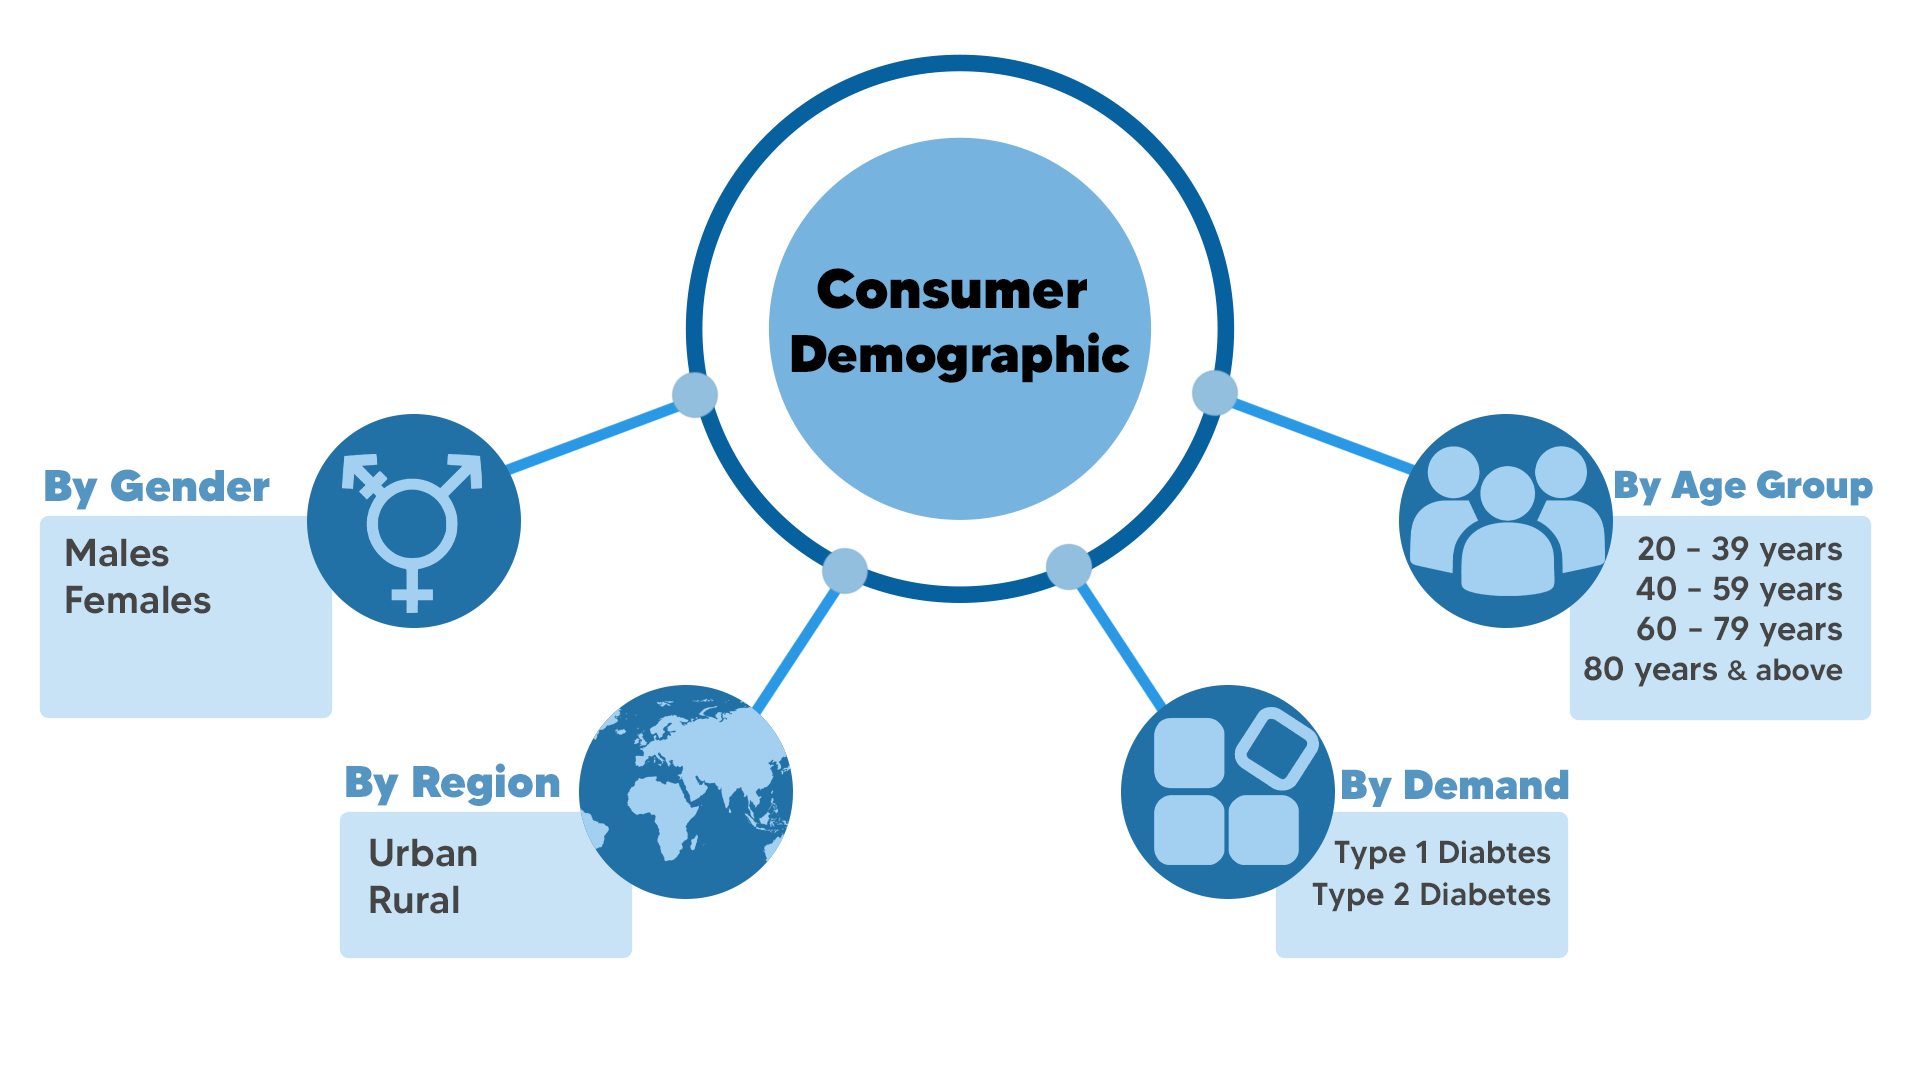 Consumer
Demographic
By Gender
Males
Females
By Region
Urban
Rural
By Demand
Type 1 Diabtes
Type 2 Diabetes
By Age Group
20 - 39 years
40 - 59 years
60 - 79 years
80 years & above